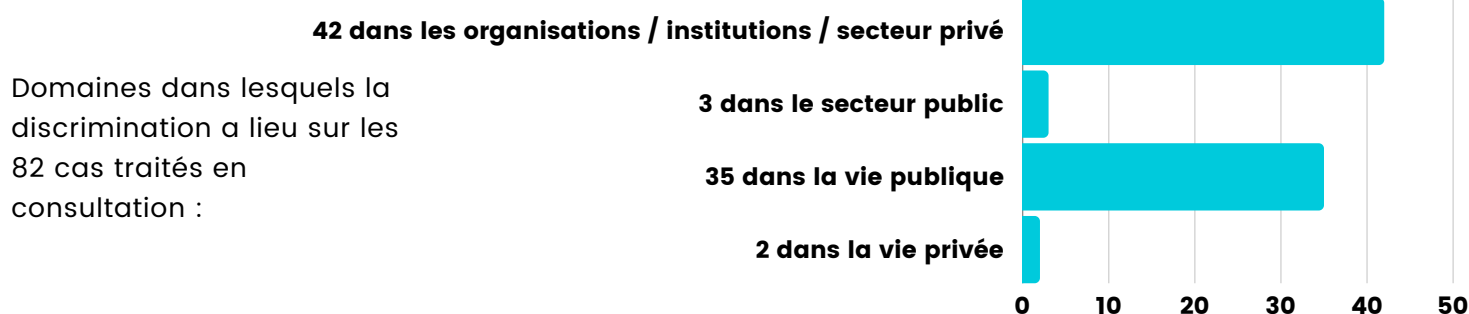 42 dans les organisations / institutions / secteur privé
Domaines dans lesquels la
discrimination a lieu sur les
82 cas traités en
consultation :
3 dans le secteur public
35 dans la vie publique
2 dans la vie privée
0 10 20 30 40 50